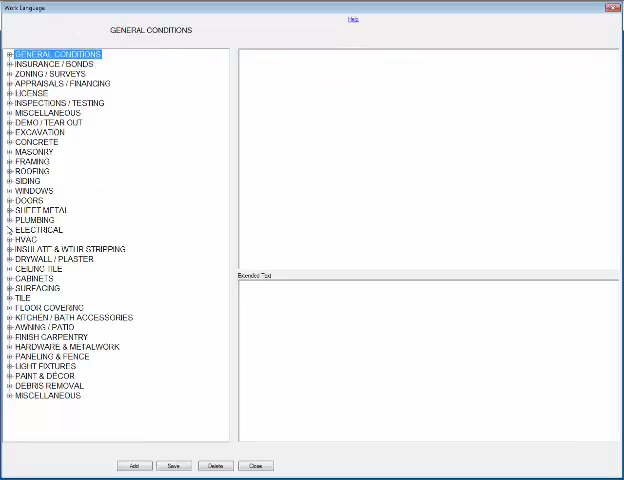 Work Language
Help
GENERAL CONDITIONS
GENERAL CONDITIONS
INSURANCE / BONDS
ZONING / SURVEYS
APPRAISALS / FINANCING
LICENSE
INSPECTIONS / TESTING
MISCELLANEOUS
DEMO / TEAR OUT
EXCAVATION
CONCRETE
MASONRY
FRAMING
ROOFING
SIDING
WINDOWS
DOORS
SHEET METAL
PLUMBING
ELECTRICAL
HVAC
INSULATE & WTHR STRIPPING
DRYWALL / PLASTER
CEILING TILE
CABINETS
SURFACING
TILE
FLOOR COVERING
KITCHEN / BATH ACCESSORIES
AWNING / PATIO
FINISH CARPENTRY
HARDWARE & METALWORK
PANELING & FENCE
LIGHT FIXTURES
PAINT & DÉCOR
DEBRIS REMOVAL
MISCELLANEOUS
Extended Text
Add Save Delete Close